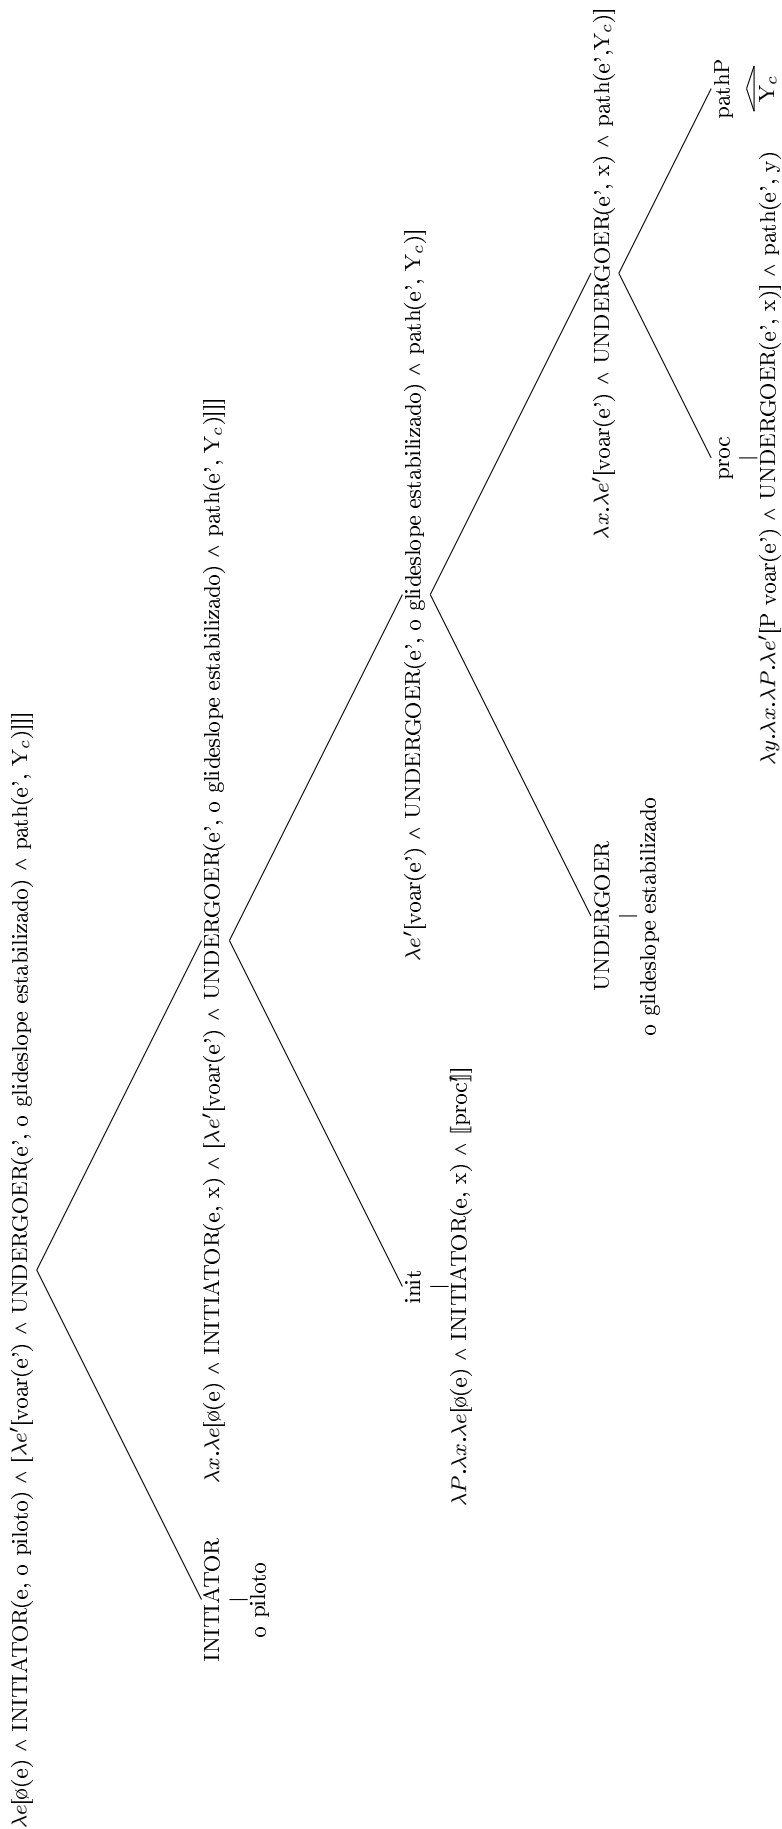 λe[ø(e) ∧ INITIATOR(e, o piloto) ∧ [λe′[voar(e’) ∧ UNDERGOER(e’, o glideslope estabilizado) ∧ path(e’, Y_c)]]]
INITIATOR
o piloto
λx.λe[ø(e) ∧ INITIATOR(e, x) ∧ [λe′[voar(e’) ∧ UNDERGOER(e’, o glideslope estabilizado) ∧ path(e’, Y_c)]]]
init
λP.λx.λe[ø(e) ∧ INITIATOR(e, x) ∧ ⟦proc’⟧]
λe′[voar(e’) ∧ UNDERGOER(e’, o glideslope estabilizado) ∧ path(e’, Y_c)]
UNDERGOER
o glideslope estabilizado
λx.λe′[voar(e’) ∧ UNDERGOER(e’, x) ∧ path(e’,Y_c)]
proc
λy.λx.λP.λe′[P voar(e’) ∧ UNDERGOER(e’, x)] ∧ path(e’, y)
pathP
Y_c